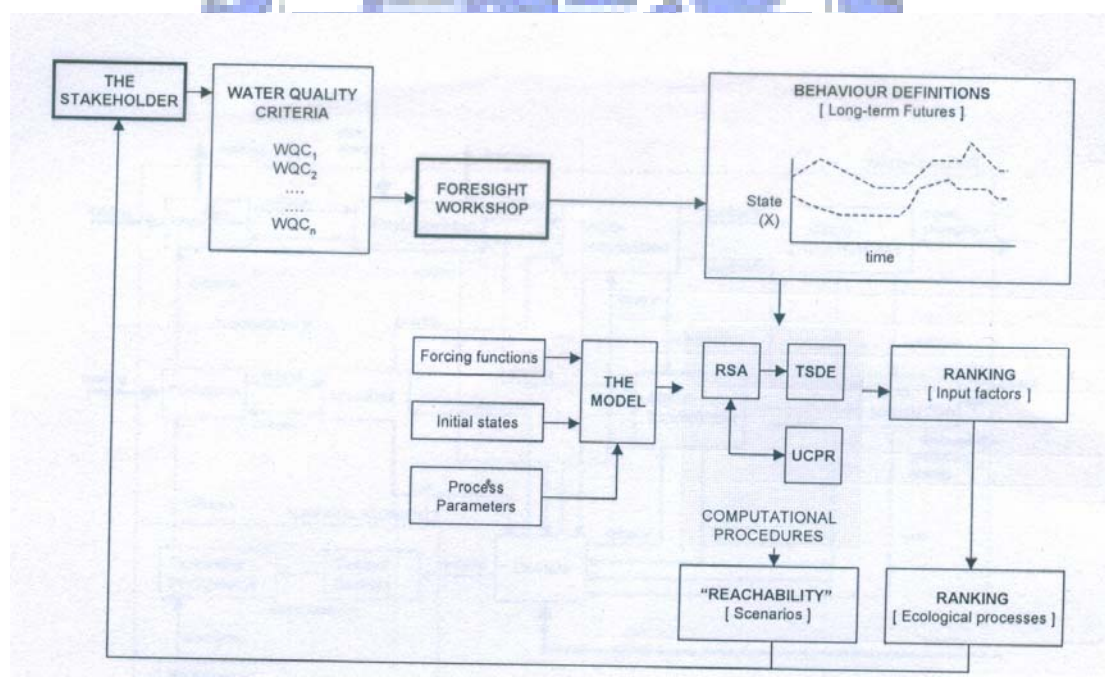 THE
STAKEHOLDER
WATER QUALITY
CRITERIA
WQC1
WQC2
....
....
WQCn
FORESIGHT
WORKSHOP
BEHAVIOUR DEFINITIONS
[ Long-term Futures ]
State
(X)
time
Forcing functions
Initial states
Process
Parameters
THE
MODEL
RSA
TSDE
UCPR
RANKING
[ Input factors ]
COMPUTATIONAL
PROCEDURES
"REACHABILITY"
[ Scenarios ]
RANKING
[ Ecological processes ]